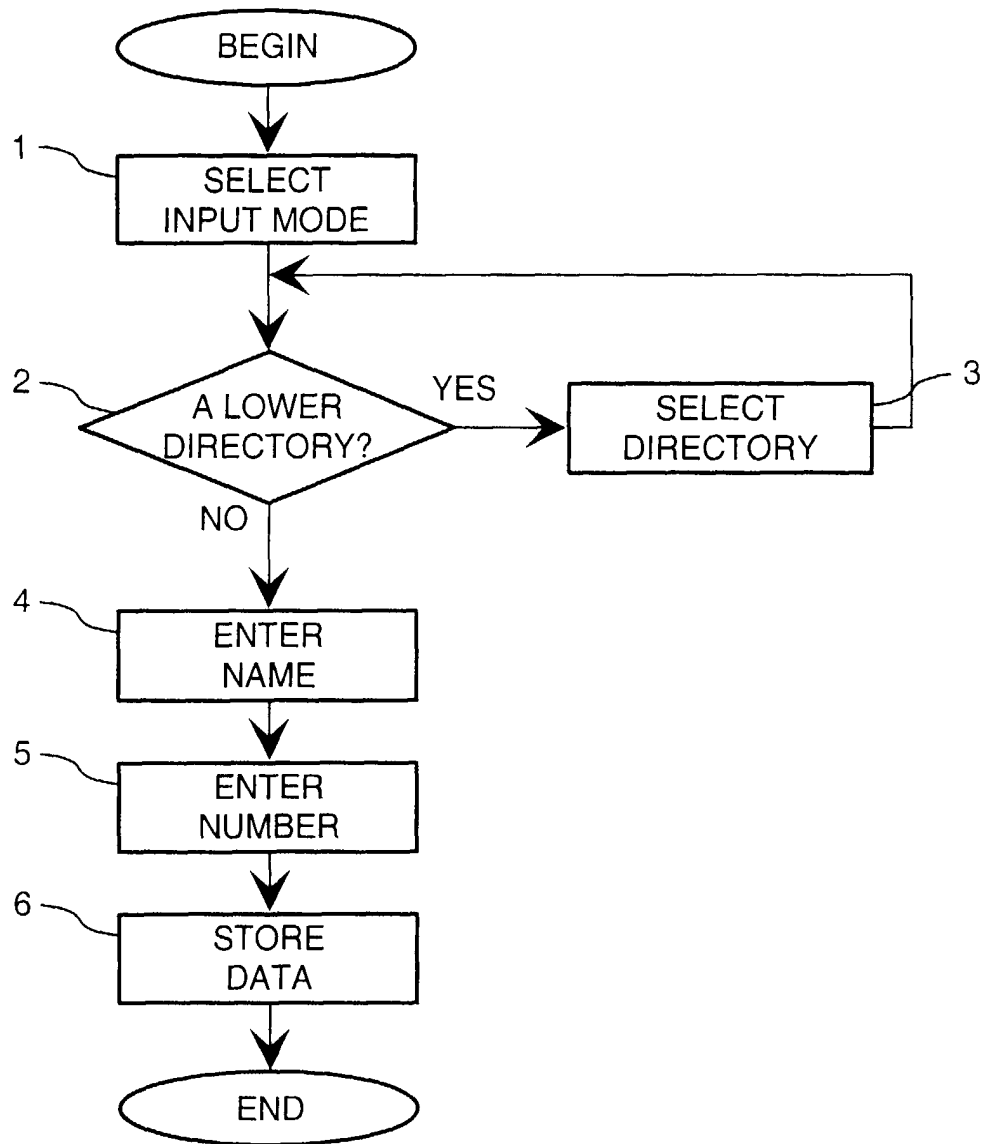 BEGIN
1
SELECT
INPUT MODE
2
A LOWER
DIRECTORY?
YES
3
SELECT
DIRECTORY
NO
4
ENTER
NAME
5
ENTER
NUMBER
6
STORE
DATA
END